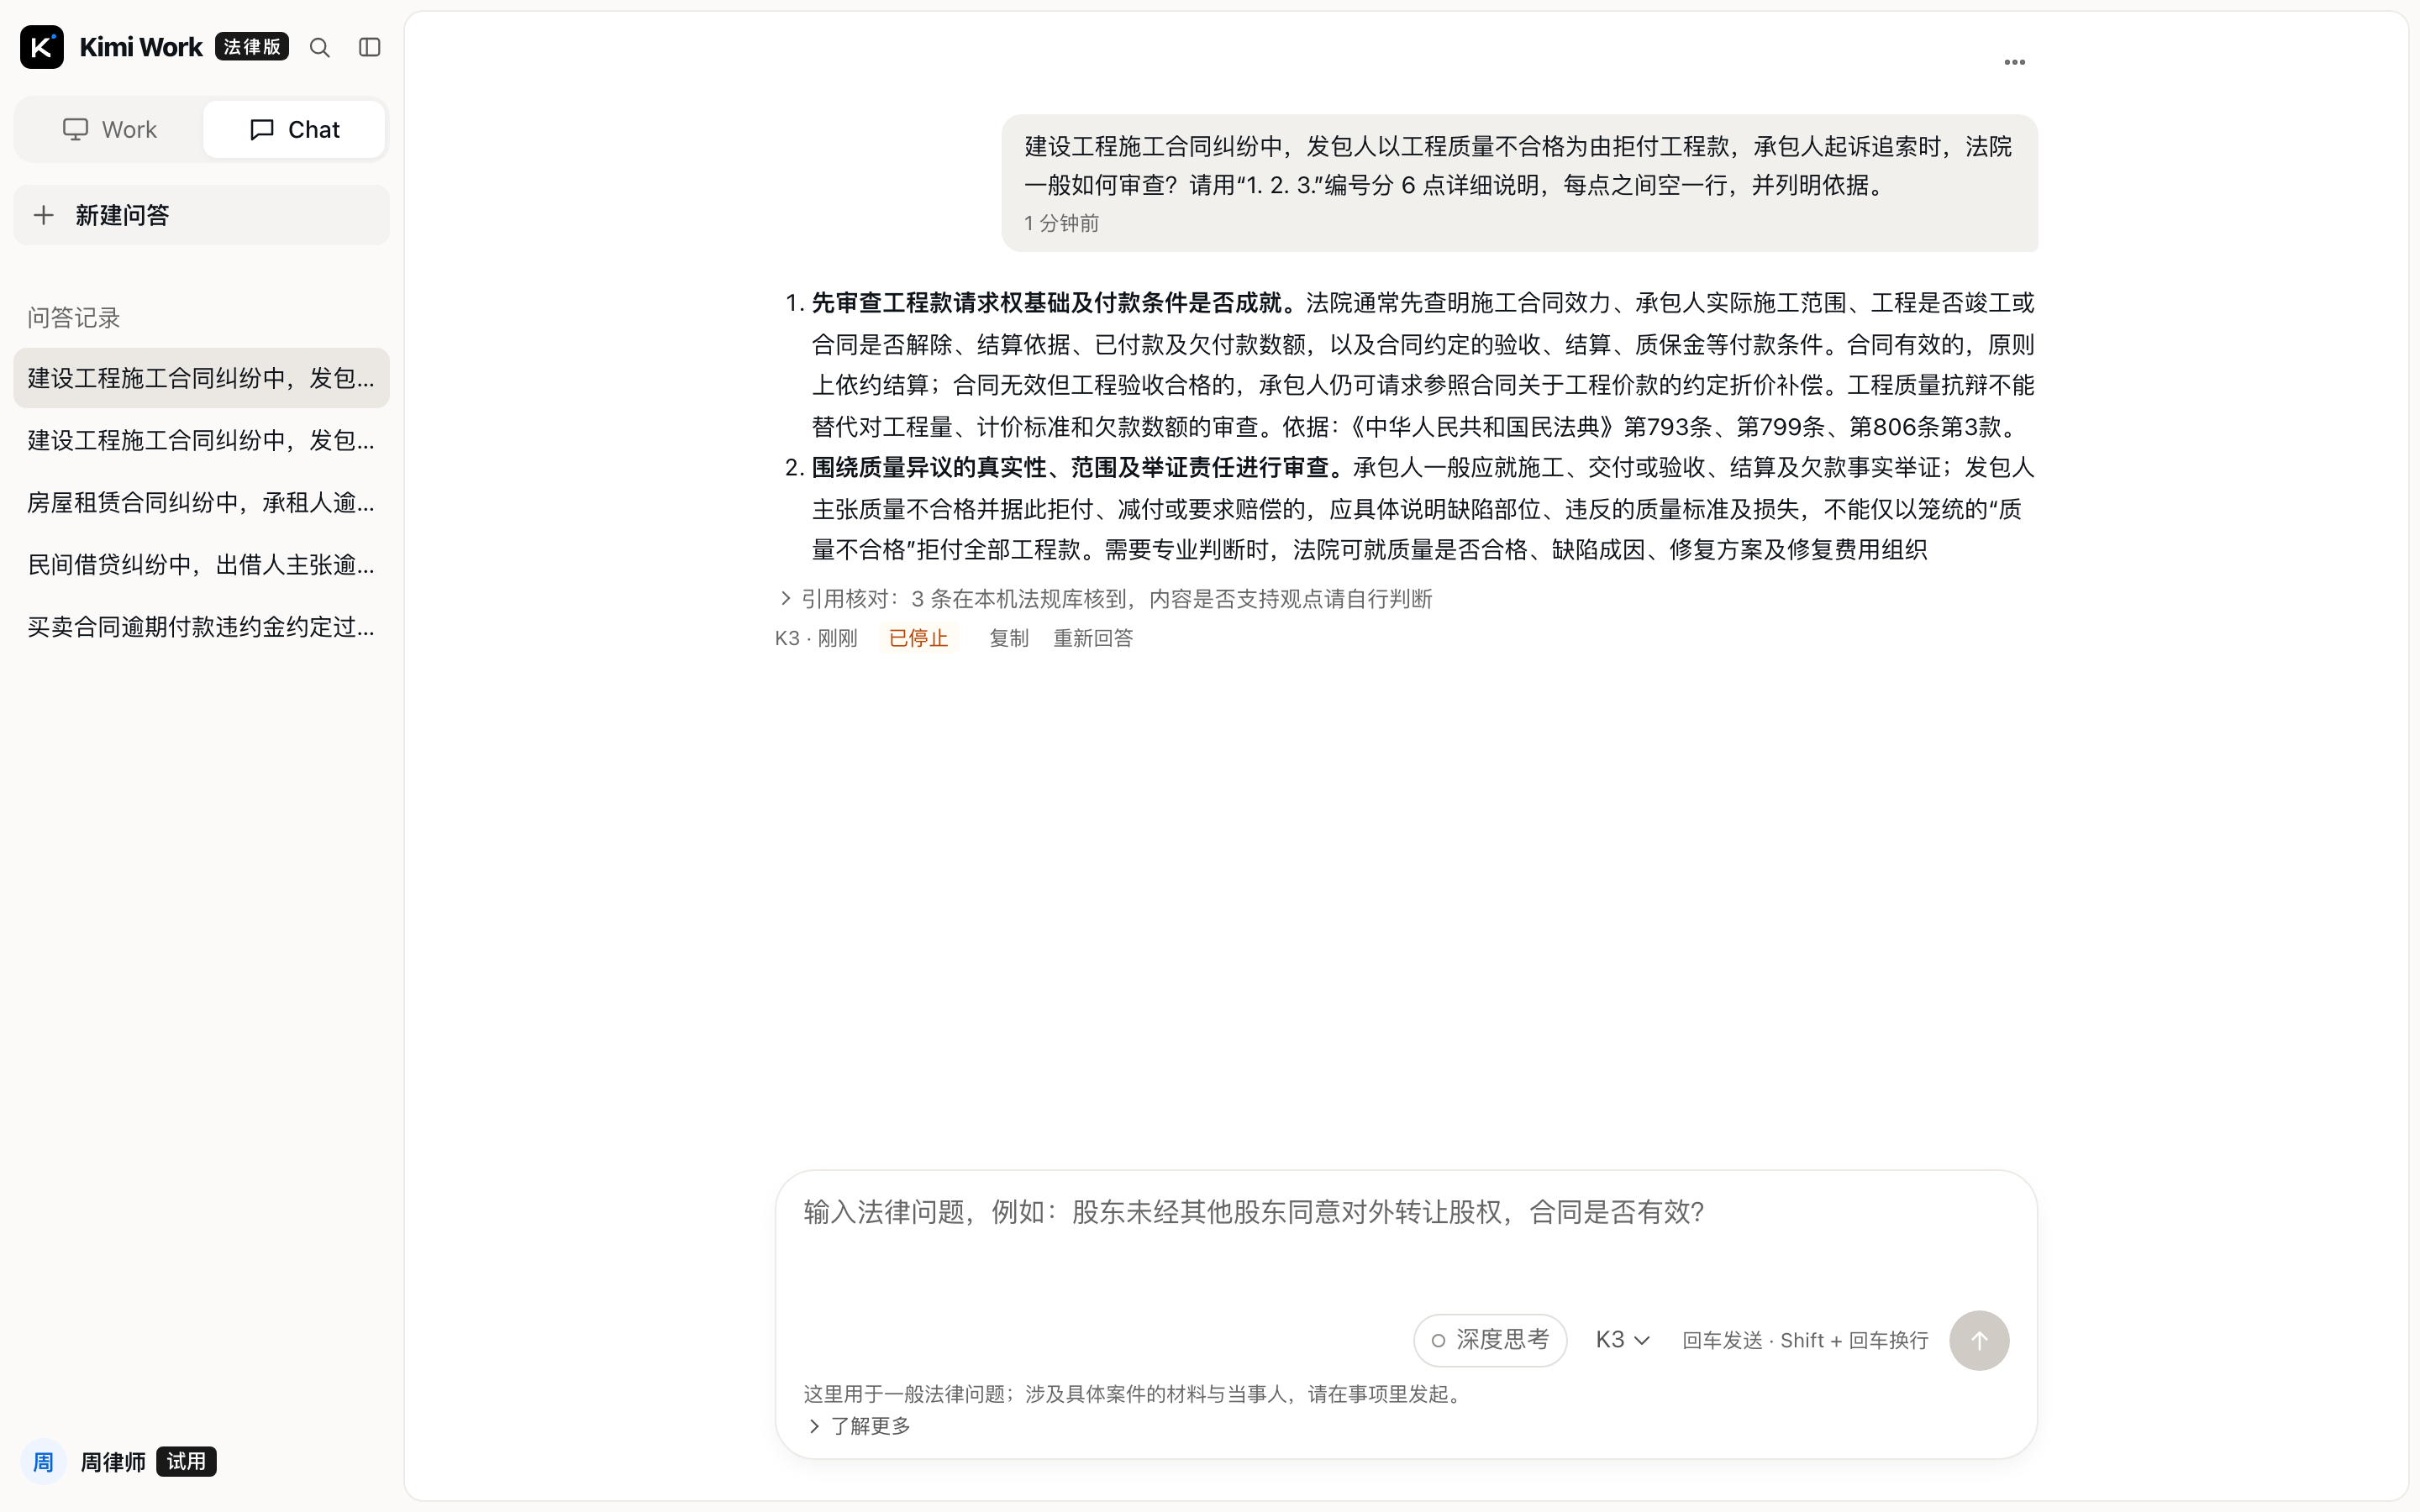 Kimi Work 法律版
Work
Chat
新建问答
问答记录
建设工程施工合同纠纷中，发包...
建设工程施工合同纠纷中，发包...
房屋租赁合同纠纷中，承租人逾...
民间借贷纠纷中，出借人主张逾...
买卖合同逾期付款违约金约定过...
周 周律师 试用
建设工程施工合同纠纷中，发包人以工程质量不合格为由拒付工程款，承包人起诉追索时，法院
一般如何审查？请用“1. 2. 3.”编号分 6 点详细说明，每点之间空一行，并列明依据。
1 分钟前
1. 先审查工程款请求权基础及付款条件是否成就。法院通常先查明施工合同效力、承包人实际施工范围、工程是否竣工或
合同是否解除、结算依据、已付款及欠付款数额，以及合同约定的验收、结算、质保金等付款条件。合同有效的，原则
上依约结算；合同无效但工程验收合格的，承包人仍可请求参照合同关于工程价款的约定折价补偿。工程质量抗辩不能
替代对工程量、计价标准和欠款数额的审查。依据：《中华人民共和国民法典》第793条、第799条、第806条第3款。
2. 围绕质量异议的真实性、范围及举证责任进行审查。承包人一般应就施工、交付或验收、结算及欠款事实举证；发包人
主张质量不合格并据此拒付、减付或要求赔偿的，应具体说明缺陷部位、违反的质量标准及损失，不能仅以笼统的“质
量不合格”拒付全部工程款。需要专业判断时，法院可就质量是否合格、缺陷成因、修复方案及修复费用组织
引用核对：3 条在本机法规库核到，内容是否支持观点请自行判断
K3 · 刚刚 已停止 复制 重新回答
输入法律问题，例如：股东未经其他股东同意对外转让股权，合同是否有效？
深度思考 K3 回车发送 · Shift + 回车换行
这里用于一般法律问题；涉及具体案件的材料与当事人，请在事项里发起。
了解更多